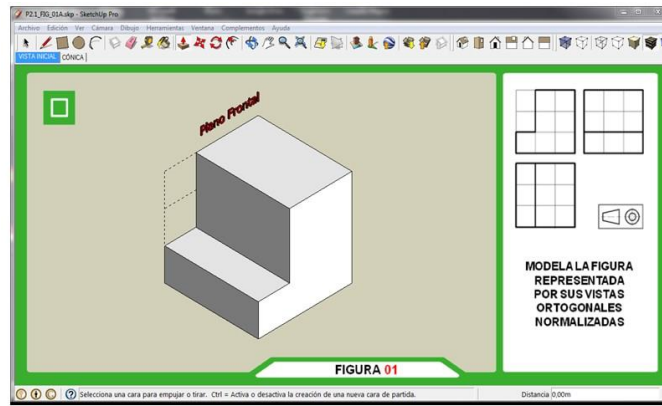 P2.1_FIG_01A.skp - SketchUp Pro
Archivo Edición Ver Cámara Dibujo Herramientas Ventana Complementos Ayuda
VISTA INICIAL CÓNICA
Plano Frontal
MODELA LA FIGURA
REPRESENTADA
POR SUS VISTAS
ORTOGONALES
NORMALIZADAS
FIGURA 01
Selecciona una cara para empujar o tirar. Ctrl = Activa o desactiva la creación de una nueva cara de partida.
Distancia 0,00m